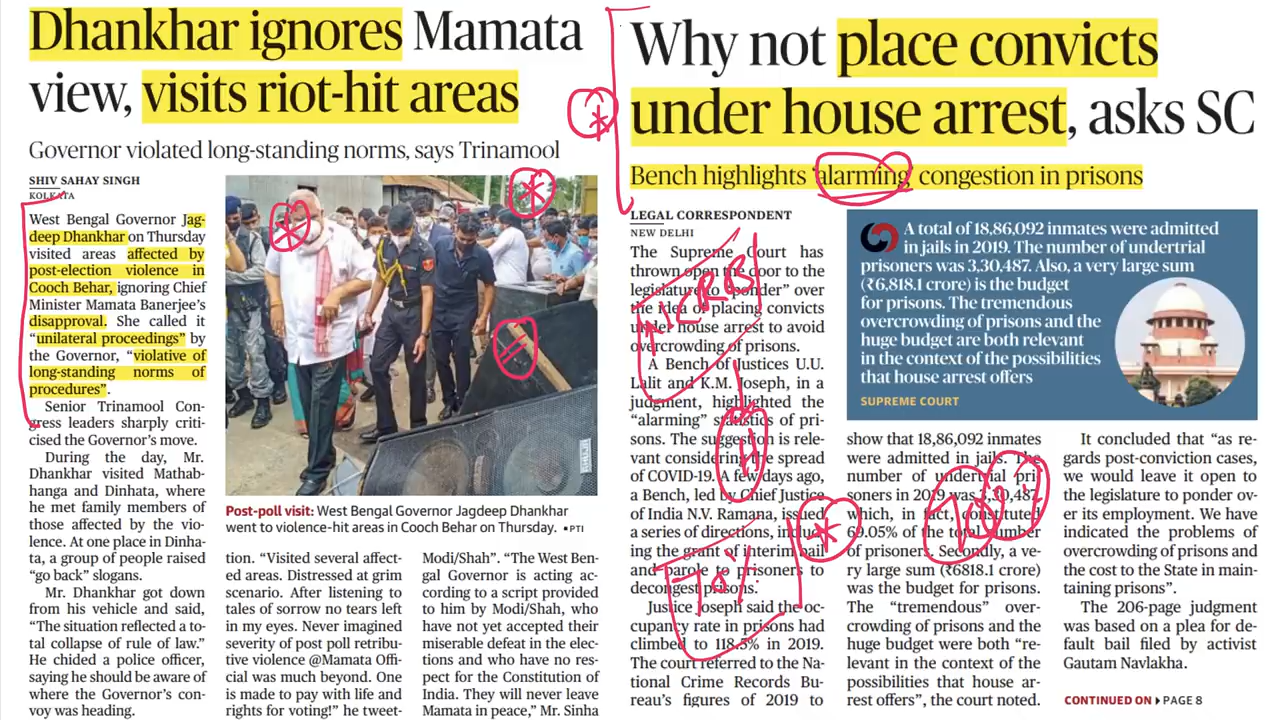 Dhankhar ignores Mamata
view, visits riot-hit areas
Governor violated long-standing norms, says Trinamool
SHIV SAHAY SINGH
KOLKATA
West Bengal Governor Jag-
deep Dhankhar on Thursday
visited areas affected by
post-election violence in
Cooch Behar, ignoring Chief
Minister Mamata Banerjee's
disapproval. She called it
"unilateral proceedings" by
the Governor, "violative of
long-standing norms of
procedures".
Senior Trinamool Con-
gress leaders sharply criti-
cised the Governor's move.
During the day, Mr.
Dhankhar visited Mathab-
hanga and Dinhata, where
he met family members of
those affected by the vio-
lence. At one place in Dinha-
ta, a group of people raised
"go back" slogans.
Mr. Dhankhar got down
from his vehicle and said,
"The situation reflected a to-
tal collapse of rule of law."
He chided a police officer,
saying he should be aware of
where the Governor's con-
voy was heading.
Post-poll visit: West Bengal Governor Jagdeep Dhankhar
went to violence-hit areas in Cooch Behar on Thursday. • PTI
tion. "Visited several affect-
ed areas. Distressed at grim
scenario. After listening to
tales of sorrow no tears left
in my eyes. Never imagined
severity of post poll retribu-
tive violence @Mamata Offi-
cial was much beyond. One
is made to pay with life and
rights for voting!" he tweet-
Modi/Shah". "The West Ben-
gal Governor is acting ac-
cording to a script provided
to him by Modi/Shah, who
have not yet accepted their
miserable defeat in the elec-
tions and who have no res-
pect for the Constitution of
India. They will never leave
Mamata in peace," Mr. Sinha
Why not place convicts
under house arrest, asks SC
Bench highlights 'alarming' congestion in prisons
LEGAL CORRESPONDENT
NEW DELHI
The Supreme Court has
thrown open the door to the
legislature to "ponder" over
the idea of placing convicts
under house arrest to avoid
overcrowding of prisons.
A Bench of Justices U.U.
Lalit and K.M. Joseph, in a
judgment, highlighted the
"alarming" statistics of pri-
sons. The suggestion is rele-
vant considering the spread
of COVID-19. A few days ago,
a Bench, led by Chief Justice
of India N.V. Ramana, issued
a series of directions, includ-
ing the grant of interim bail
and parole to prisoners to
decongest prisons.
Justice Joseph said the oc-
cupancy rate in prisons had
climbed to 118.5% in 2019.
The court referred to the Na-
tional Crime Records Bu-
reau's figures of 2019 to
NCRB
70%
A total of 18,86,092 inmates were admitted
in jails in 2019. The number of undertrial
prisoners was 3,30,487. Also, a very large sum
(₹6,818.1 crore) is the budget
for prisons. The tremendous
overcrowding of prisons and the
huge budget are both relevant
in the context of the possibilities
that house arrest offers
SUPREME COURT
show that 18,86,092 inmates
were admitted in jails. The
number of undertrial pri-
soners in 2019 was 3,30,487
which, in fact, constituted
69.05% of the total number
of prisoners. Secondly, a ve-
ry large sum (₹6818.1 crore)
was the budget for prisons.
The "tremendous" over-
crowding of prisons and the
huge budget were both "re-
levant in the context of the
possibilities that house ar-
rest offers", the court noted.
It concluded that "as re-
gards post-conviction cases,
we would leave it open to
the legislature to ponder ov-
er its employment. We have
indicated the problems of
overcrowding of prisons and
the cost to the State in main-
taining prisons".
The 206-page judgment
was based on a plea for de-
fault bail filed by activist
Gautam Navlakha.
CONTINUED ON PAGE 8